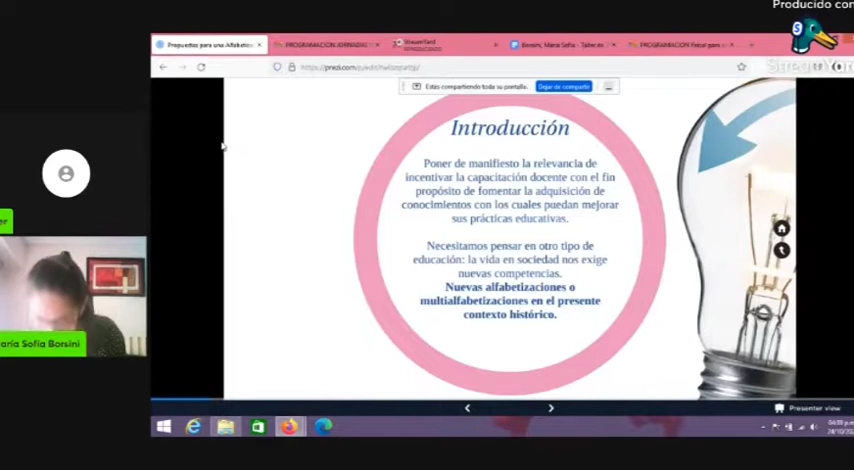 Producido con
StreamYard
Propuestas para una Alfabetiza
PROGRAMACION JORNADAS
StreamYard
Borsini, María Sofía - Taller de
PROGRAMACION Final para
https://prezi.com
Estás compartiendo toda su pantalla.
Dejar de compartir
Introducción
Poner de manifiesto la relevancia de
incentivar la capacitación docente con el fin
propósito de fomentar la adquisición de
conocimientos con los cuales puedan mejorar
sus prácticas educativas.
Necesitamos pensar en otro tipo de
educación: la vida en sociedad nos exige
nuevas competencias.
Nuevas alfabetizaciones o
multialfabetizaciones en el presente
contexto histórico.
er
aría Sofía Borsini
Presenter view